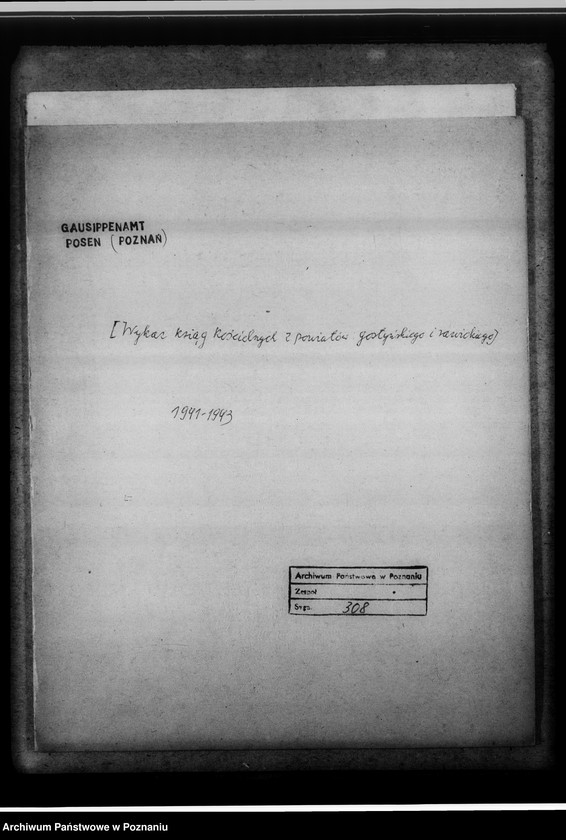 GAUSIPPENAMT
POSEN (POZNAŃ)
[Wykaz ksiąg kościelnych z powiatów gostyńskiego i rawickiego]
1941-1943
Archiwum Państwowe w Poznaniu
Zespół
Sygn. 308
Archiwum Państwowe w Poznaniu